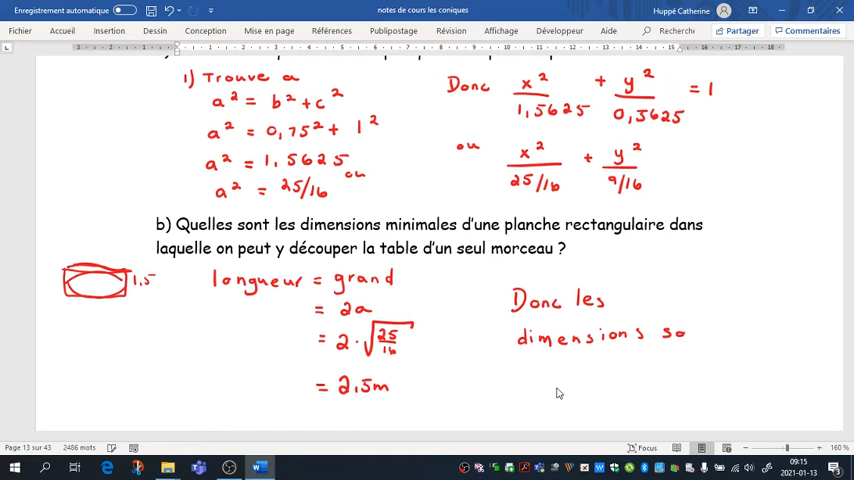 Enregistrement automatique
notes de cours les coniques
Huppé Catherine
Fichier Accueil Insertion Dessin Conception Mise en page Références Publipostage Révision Affichage Développeur Aide Recherche Partager Commentaires
1) Trouve a
a² = b² + c²
a² = 0,75² + 1²
a² = 1,5625 ou
a² = 25/16
Donc x²/1,5625 + y²/0,5625 = 1
ou x²/25/16 + y²/9/16
b) Quelles sont les dimensions minimales d'une planche rectangulaire dans
laquelle on peut y découper la table d'un seul morceau ?
1,5
longueur = grand
= 2a
= 2·√25/16
= 2,5m
Donc les
dimensions so
Page 13 sur 43 2486 mots Focus 160 %
09:15
2021-01-13